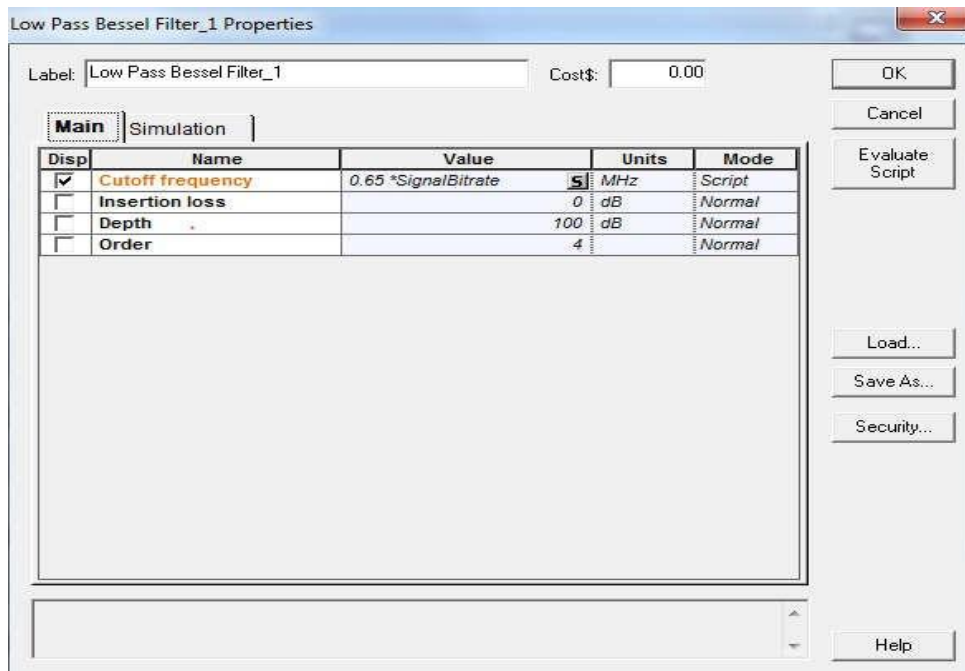 Low Pass Bessel Filter_1 Properties
Label: Low Pass Bessel Filter_1 Cost$: 0.00
OK
Cancel
Evaluate Script
Main Simulation
Disp Name Value Units Mode
Cutoff frequency 0.65 *SignalBitrate S MHz Script
Insertion loss 0 dB Normal
Depth 100 dB Normal
Order 4 Normal
Load...
Save As...
Security...
Help